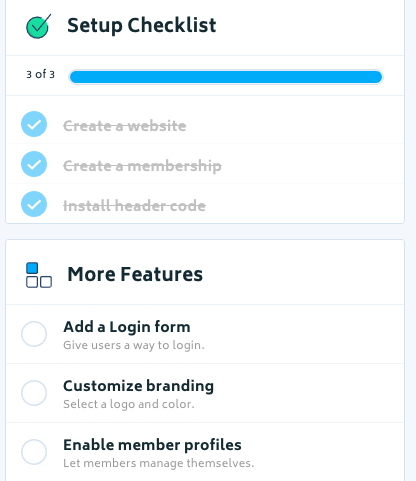 Setup Checklist
3 of 3
Create a website
Create a membership
Install header code
More Features
Add a Login form
Give users a way to login.
Customize branding
Select a logo and color.
Enable member profiles
Let members manage themselves.